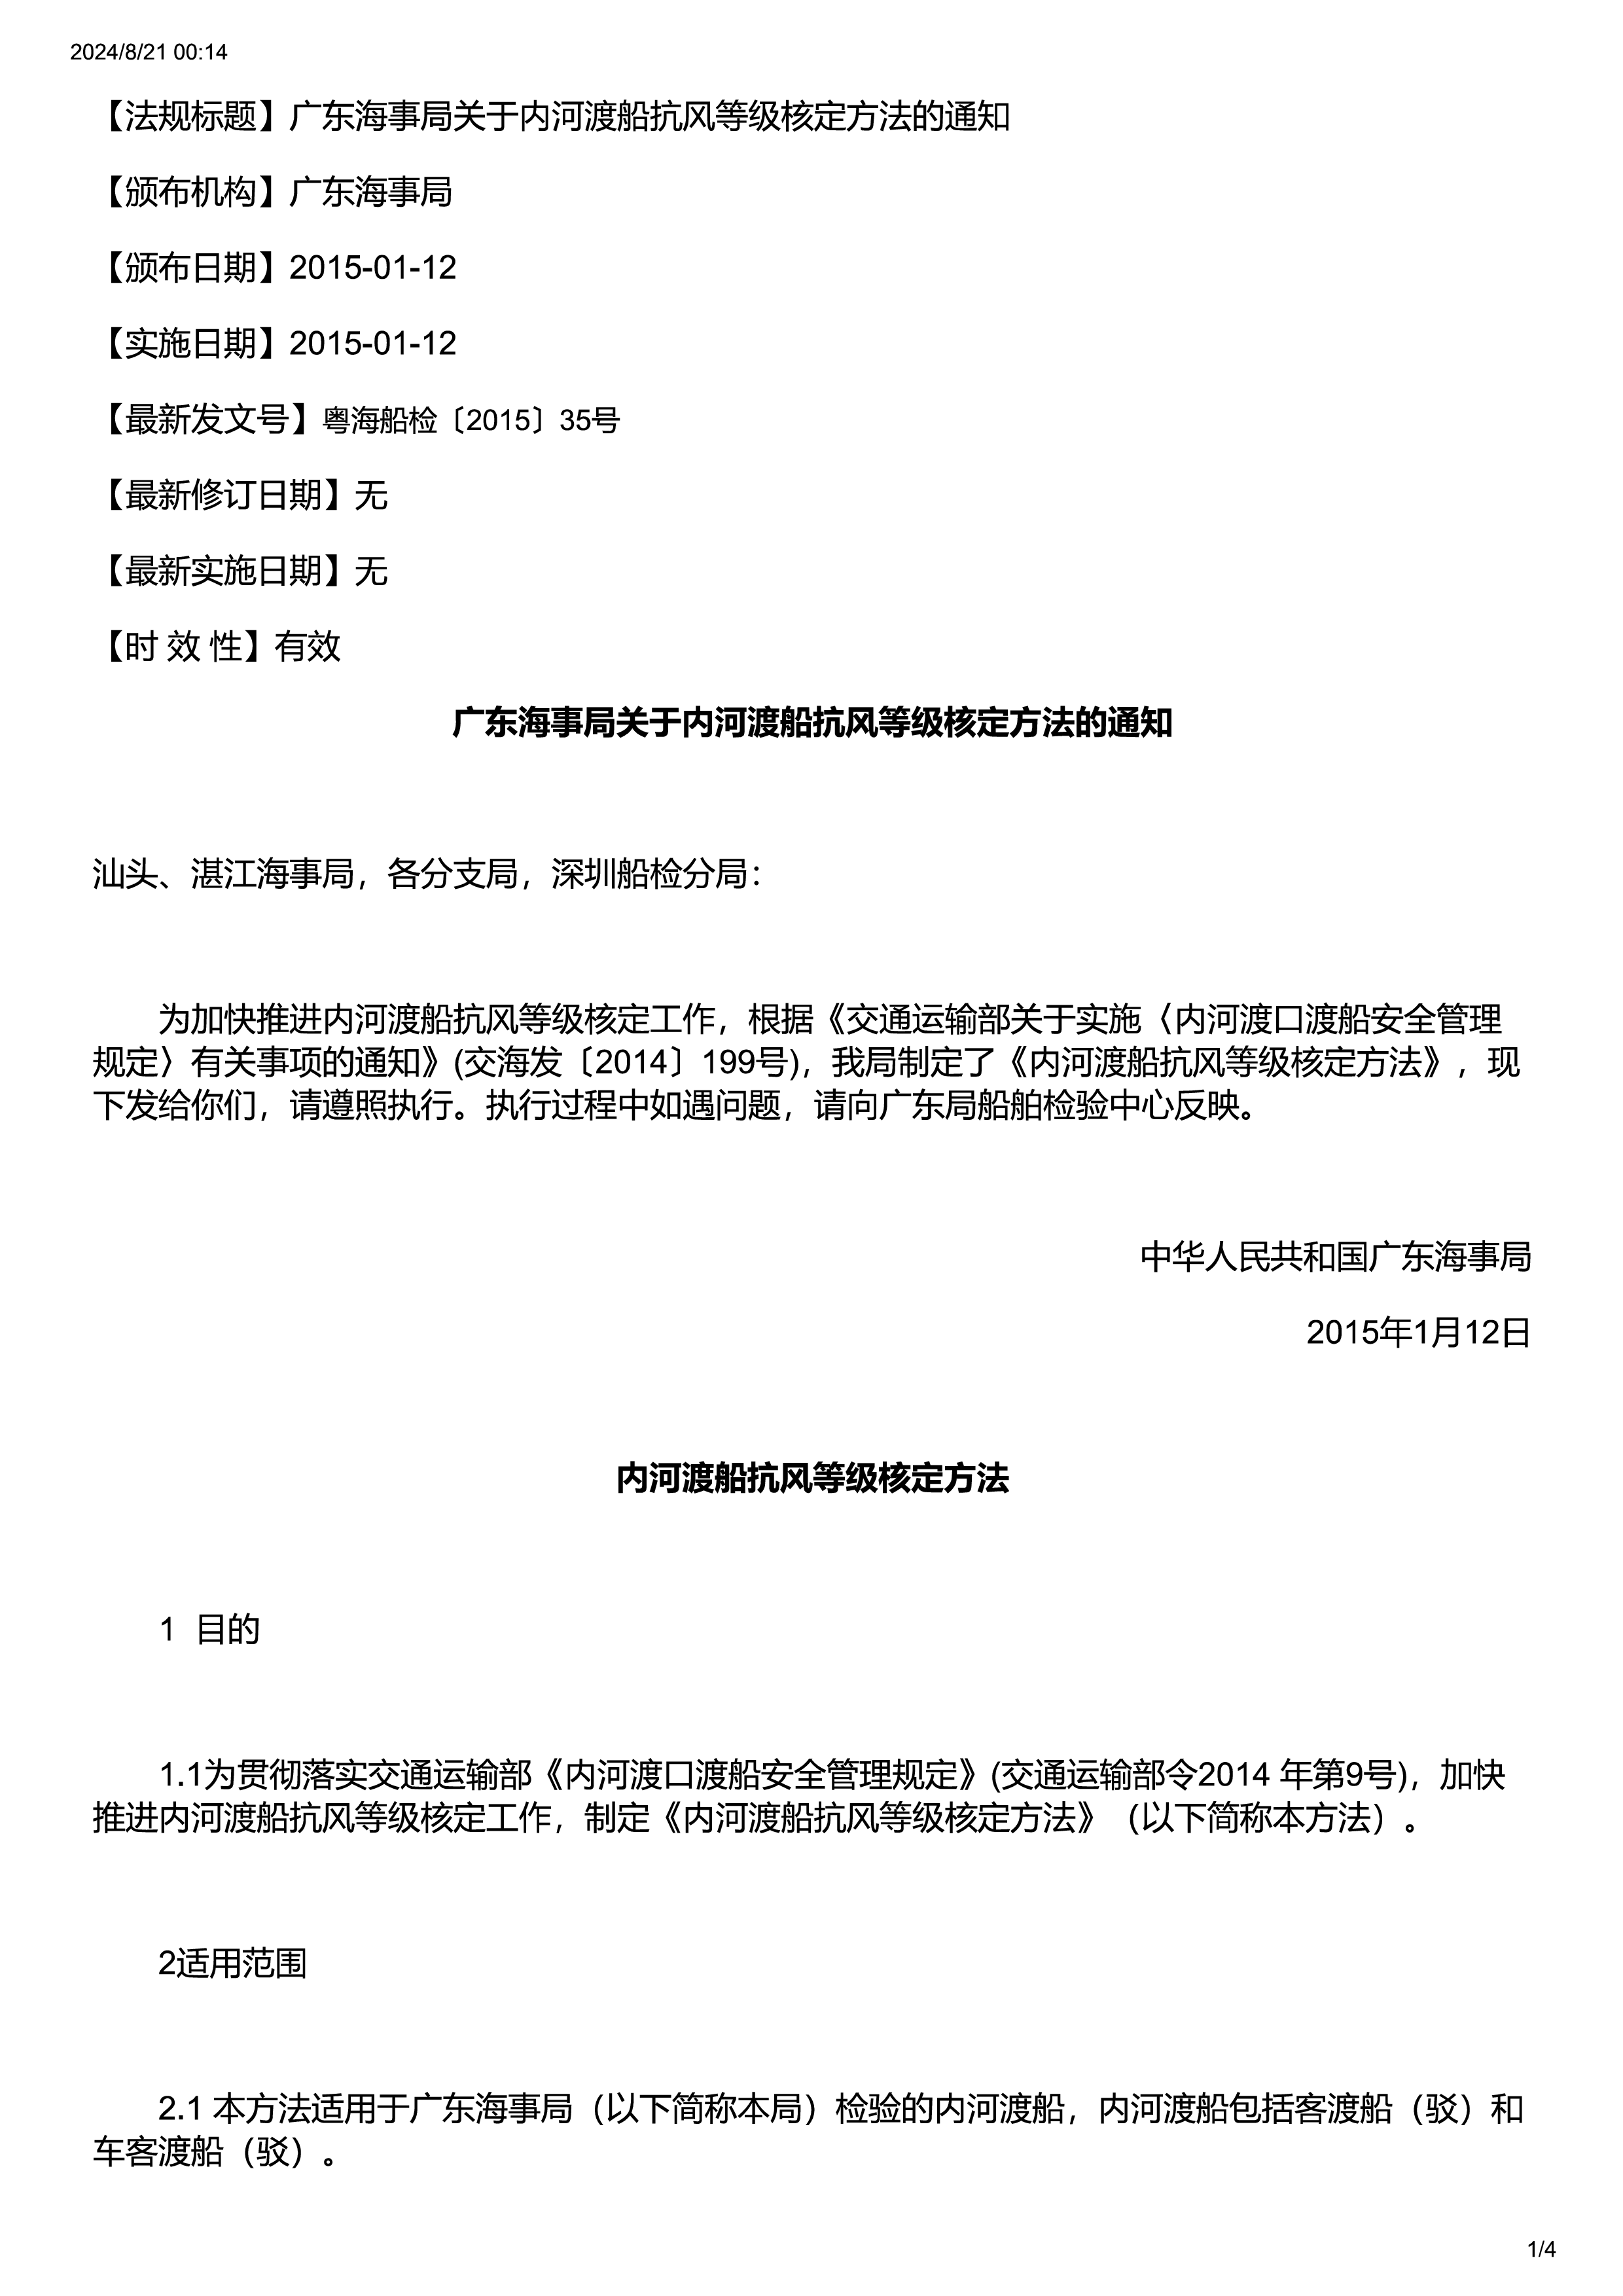 2024/8/21 00:14
【法规标题】广东海事局关于内河渡船抗风等级核定方法的通知
【颁布机构】广东海事局
【颁布日期】2015-01-12
【实施日期】2015-01-12
【最新发文号】粤海船检〔2015〕35号
【最新修订日期】无
【最新实施日期】无
【时 效 性】有效
广东海事局关于内河渡船抗风等级核定方法的通知
汕头、湛江海事局，各分支局，深圳船检分局：
为加快推进内河渡船抗风等级核定工作，根据《交通运输部关于实施〈内河渡口渡船安全管理
规定〉有关事项的通知》(交海发〔2014〕199号)，我局制定了《内河渡船抗风等级核定方法》，现
下发给你们，请遵照执行。执行过程中如遇问题，请向广东局船舶检验中心反映。
中华人民共和国广东海事局
2015年1月12日
内河渡船抗风等级核定方法
1 目的
1.1为贯彻落实交通运输部《内河渡口渡船安全管理规定》(交通运输部令2014 年第9号)，加快
推进内河渡船抗风等级核定工作，制定《内河渡船抗风等级核定方法》（以下简称本方法）。
2适用范围
2.1 本方法适用于广东海事局（以下简称本局）检验的内河渡船，内河渡船包括客渡船（驳）和
车客渡船（驳）。
1/4